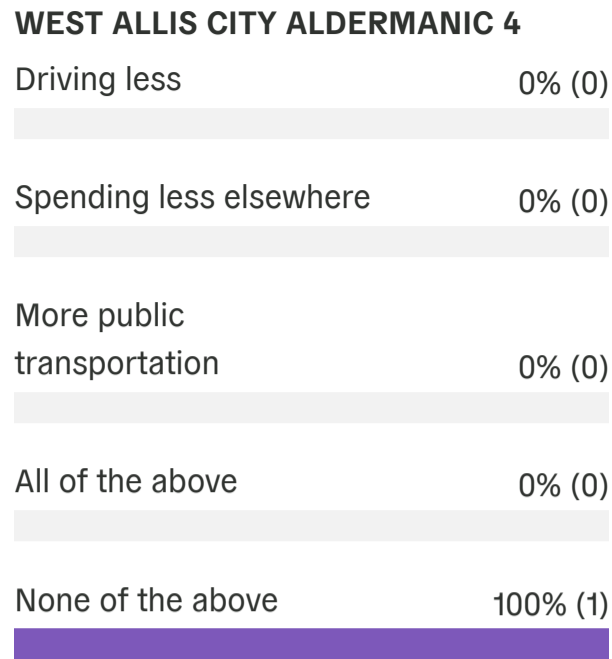 WEST ALLIS CITY ALDERMANIC 4
Driving less 0% (0)
Spending less elsewhere 0% (0)
More public
transportation 0% (0)
All of the above 0% (0)
None of the above 100% (1)